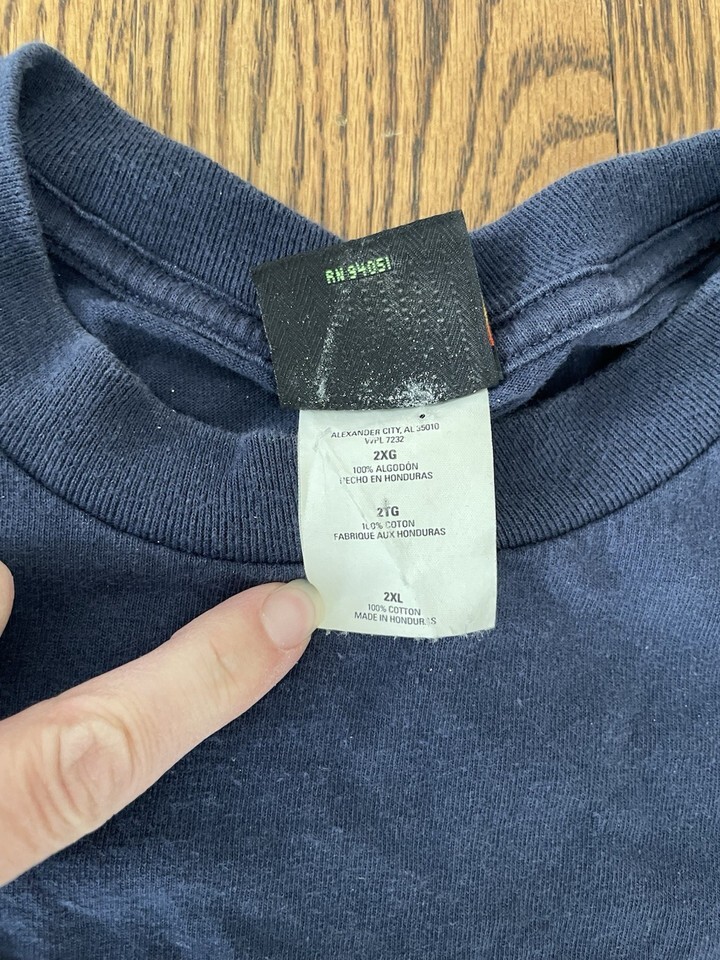 RN 94051
ALEXANDER CITY, AL 35010
WPL 7232
2XG
100% ALGODÓN
HECHO EN HONDURAS
2TG
100% COTON
FABRIQUE AUX HONDURAS
2XL
100% COTTON
MADE IN HONDURAS